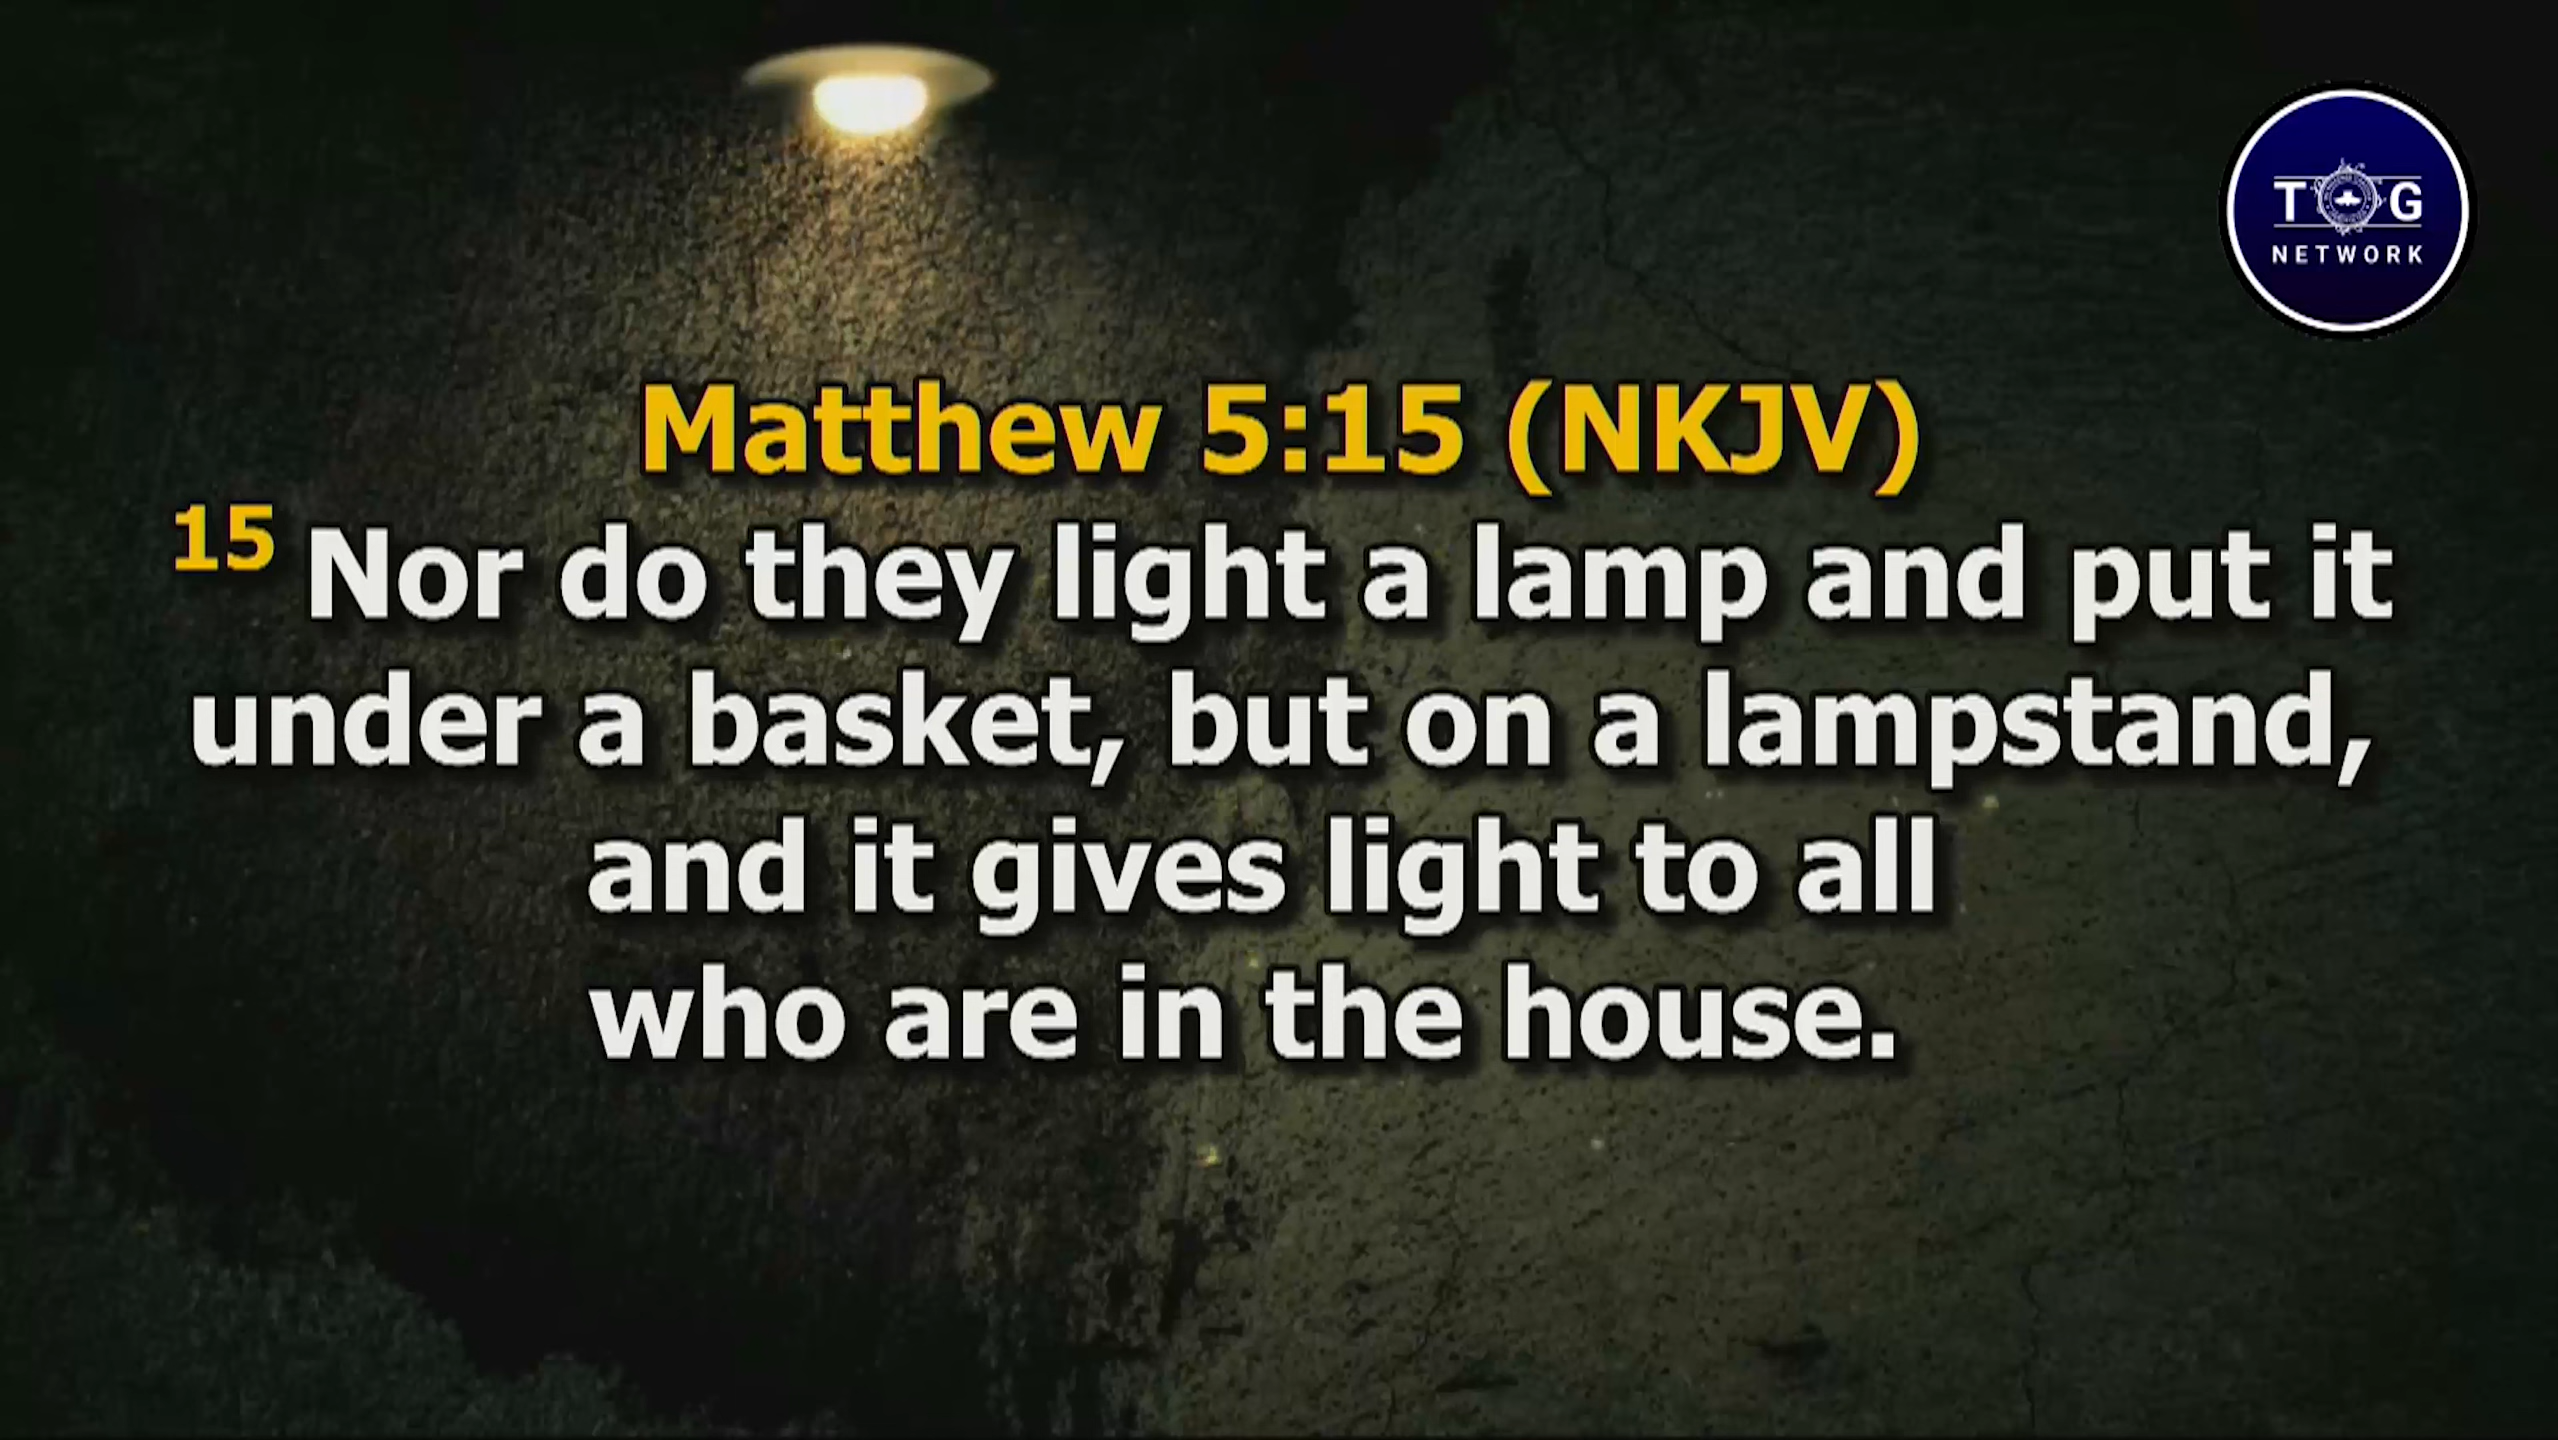 TOG
NETWORK
Matthew 5:15 (NKJV)
15 Nor do they light a lamp and put it
under a basket, but on a lampstand,
and it gives light to all
who are in the house.